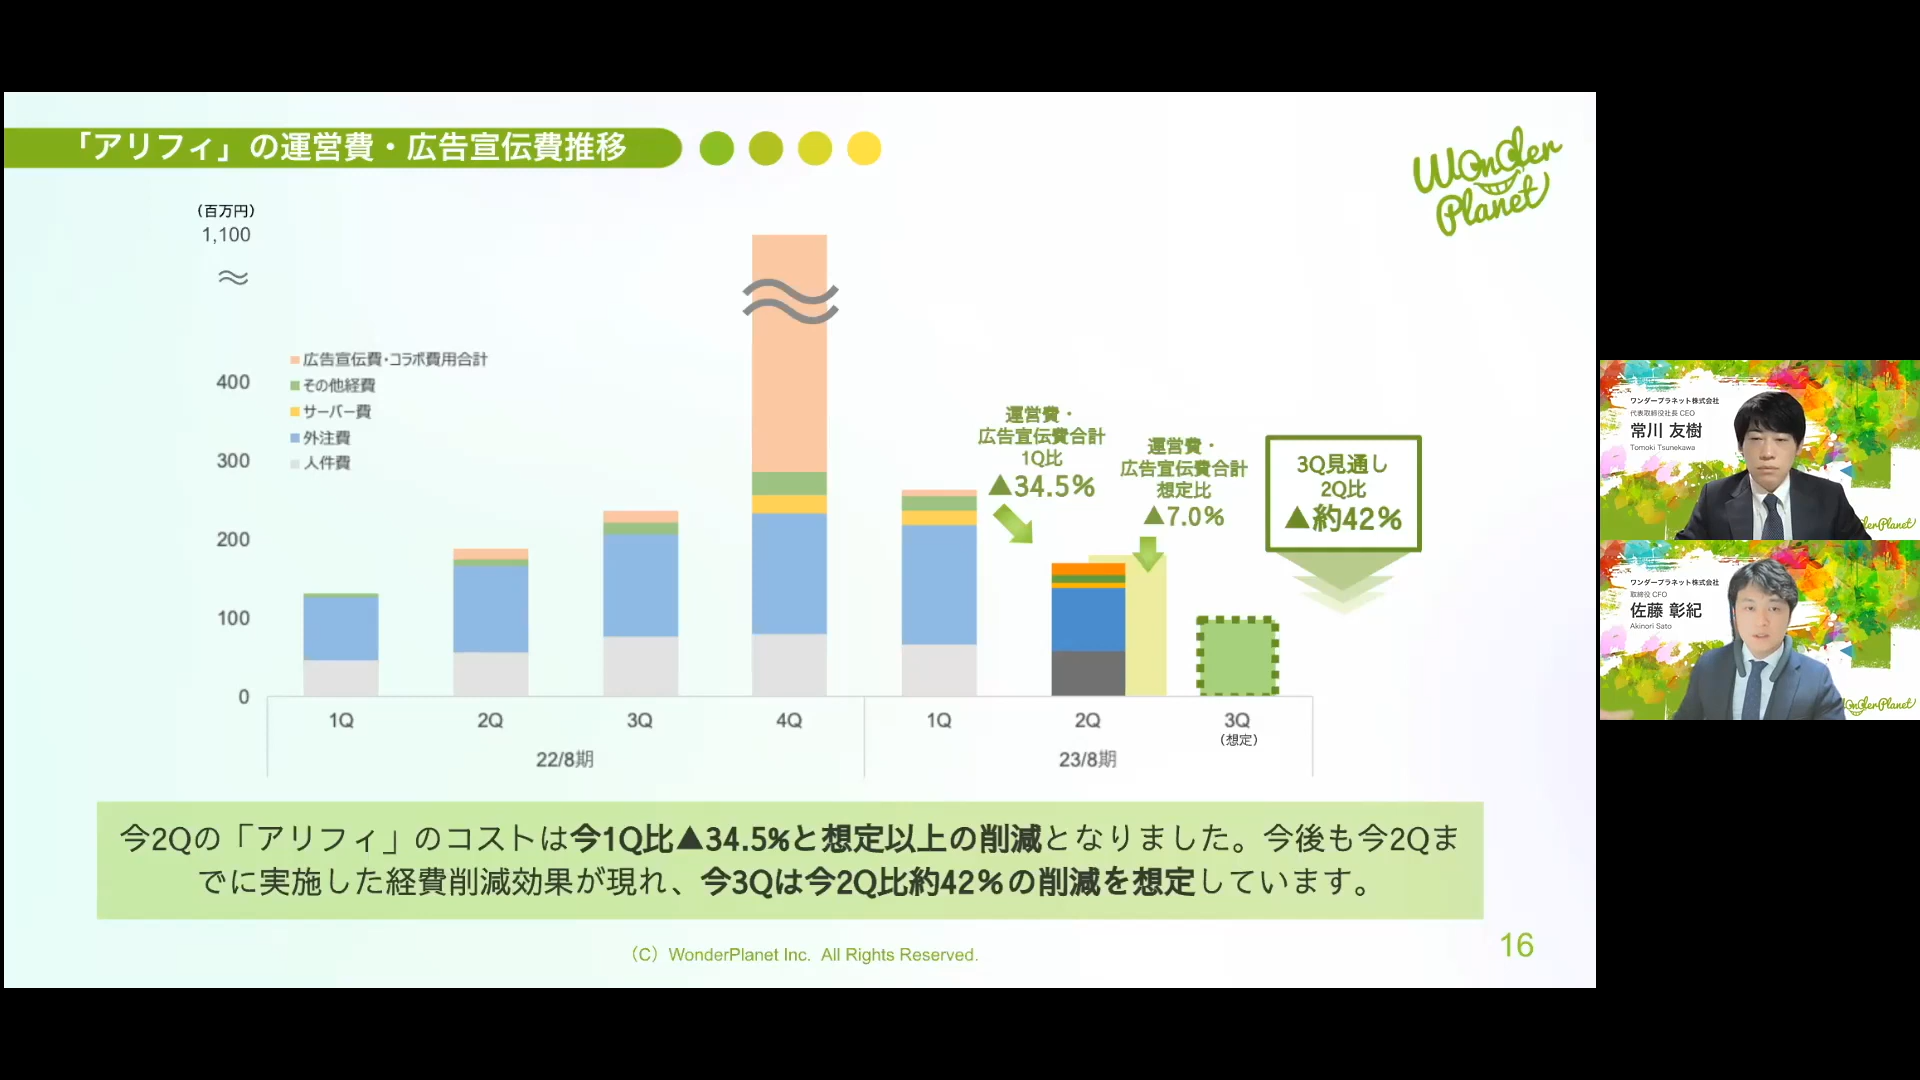 「アリフィ」の運営費・広告宣伝費推移
Wonder
Planet
(百万円)
1,100
400
300
200
100
0
広告宣伝費・コラボ費用合計
その他経費
サーバー費
外注費
人件費
運営費・
広告宣伝費合計
1Q比
▲34.5%
運営費・
広告宣伝費合計
想定比
▲7.0%
3Q見通し
2Q比
▲約42%
1Q
2Q
3Q
4Q
1Q
2Q
3Q
(想定)
22/8期
23/8期
今2Qの「アリフィ」のコストは今1Q比▲34.5%と想定以上の削減となりました。今後も今2Qま
でに実施した経費削減効果が現れ、今3Qは今2Q比約42%の削減を想定しています。
(C) WonderPlanet Inc. All Rights Reserved.
16
ワンダープラネット株式会社
代表取締役社長 CEO
常川 友樹
Tomoki Tsunekawa
ワンダープラネット株式会社
取締役 CFO
佐藤 彰紀
Akinori Sato
WonderPlanet